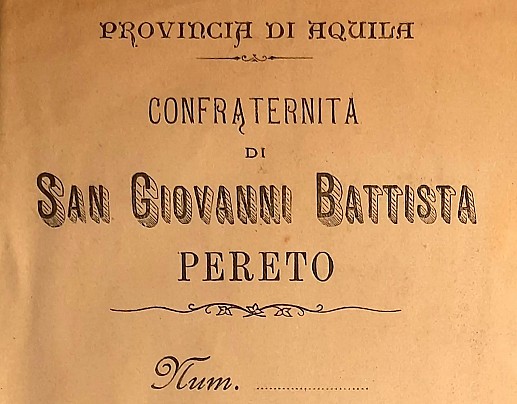 PROVINCIA DI AQUILA
CONFRATERNITA
DI
SAN GIOVANNI BATTISTA
PERETO
Num. ....................